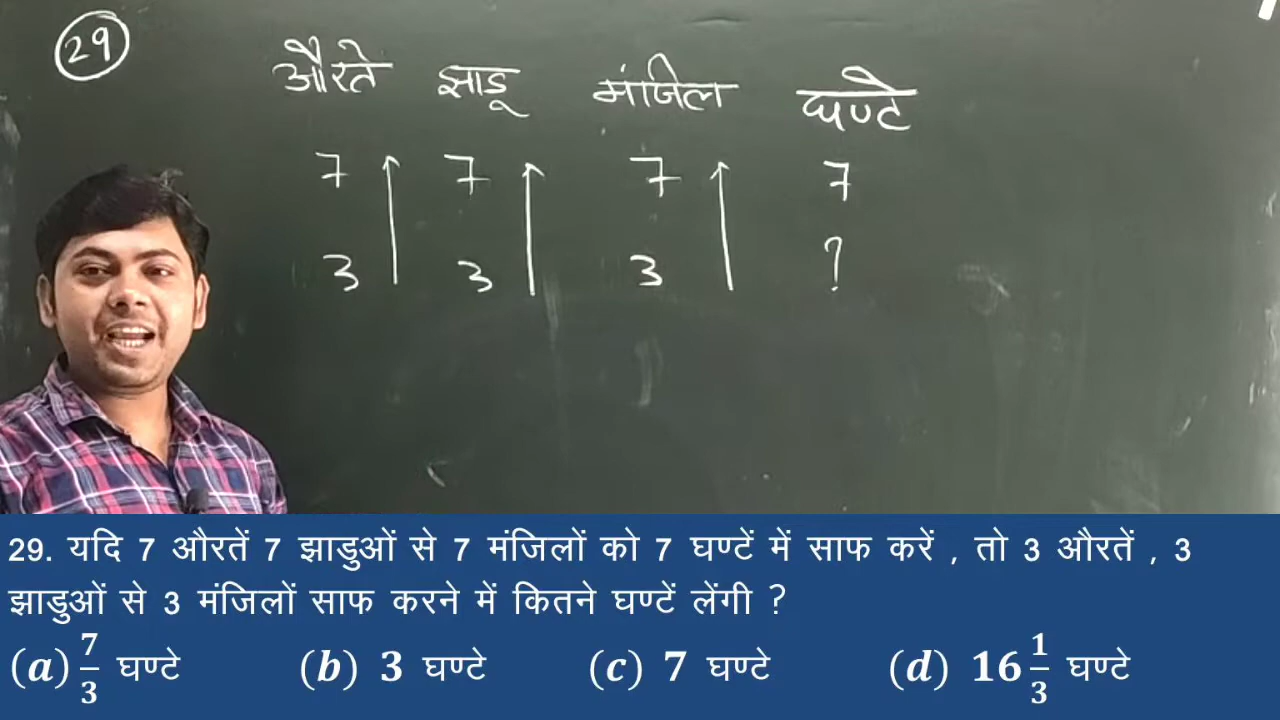 29
औरते झाडू मंजिल घण्टे
7 7 7 7
3 3 3 ?
29. यदि 7 औरतें 7 झाडुओं से 7 मंजिलों को 7 घण्टें में साफ करें , तो 3 औरतें , 3
झाडुओं से 3 मंजिलों साफ करने में कितने घण्टें लेंगी ?
(a) 7/3 घण्टे (b) 3 घण्टे (c) 7 घण्टे (d) 16 1/3 घण्टे